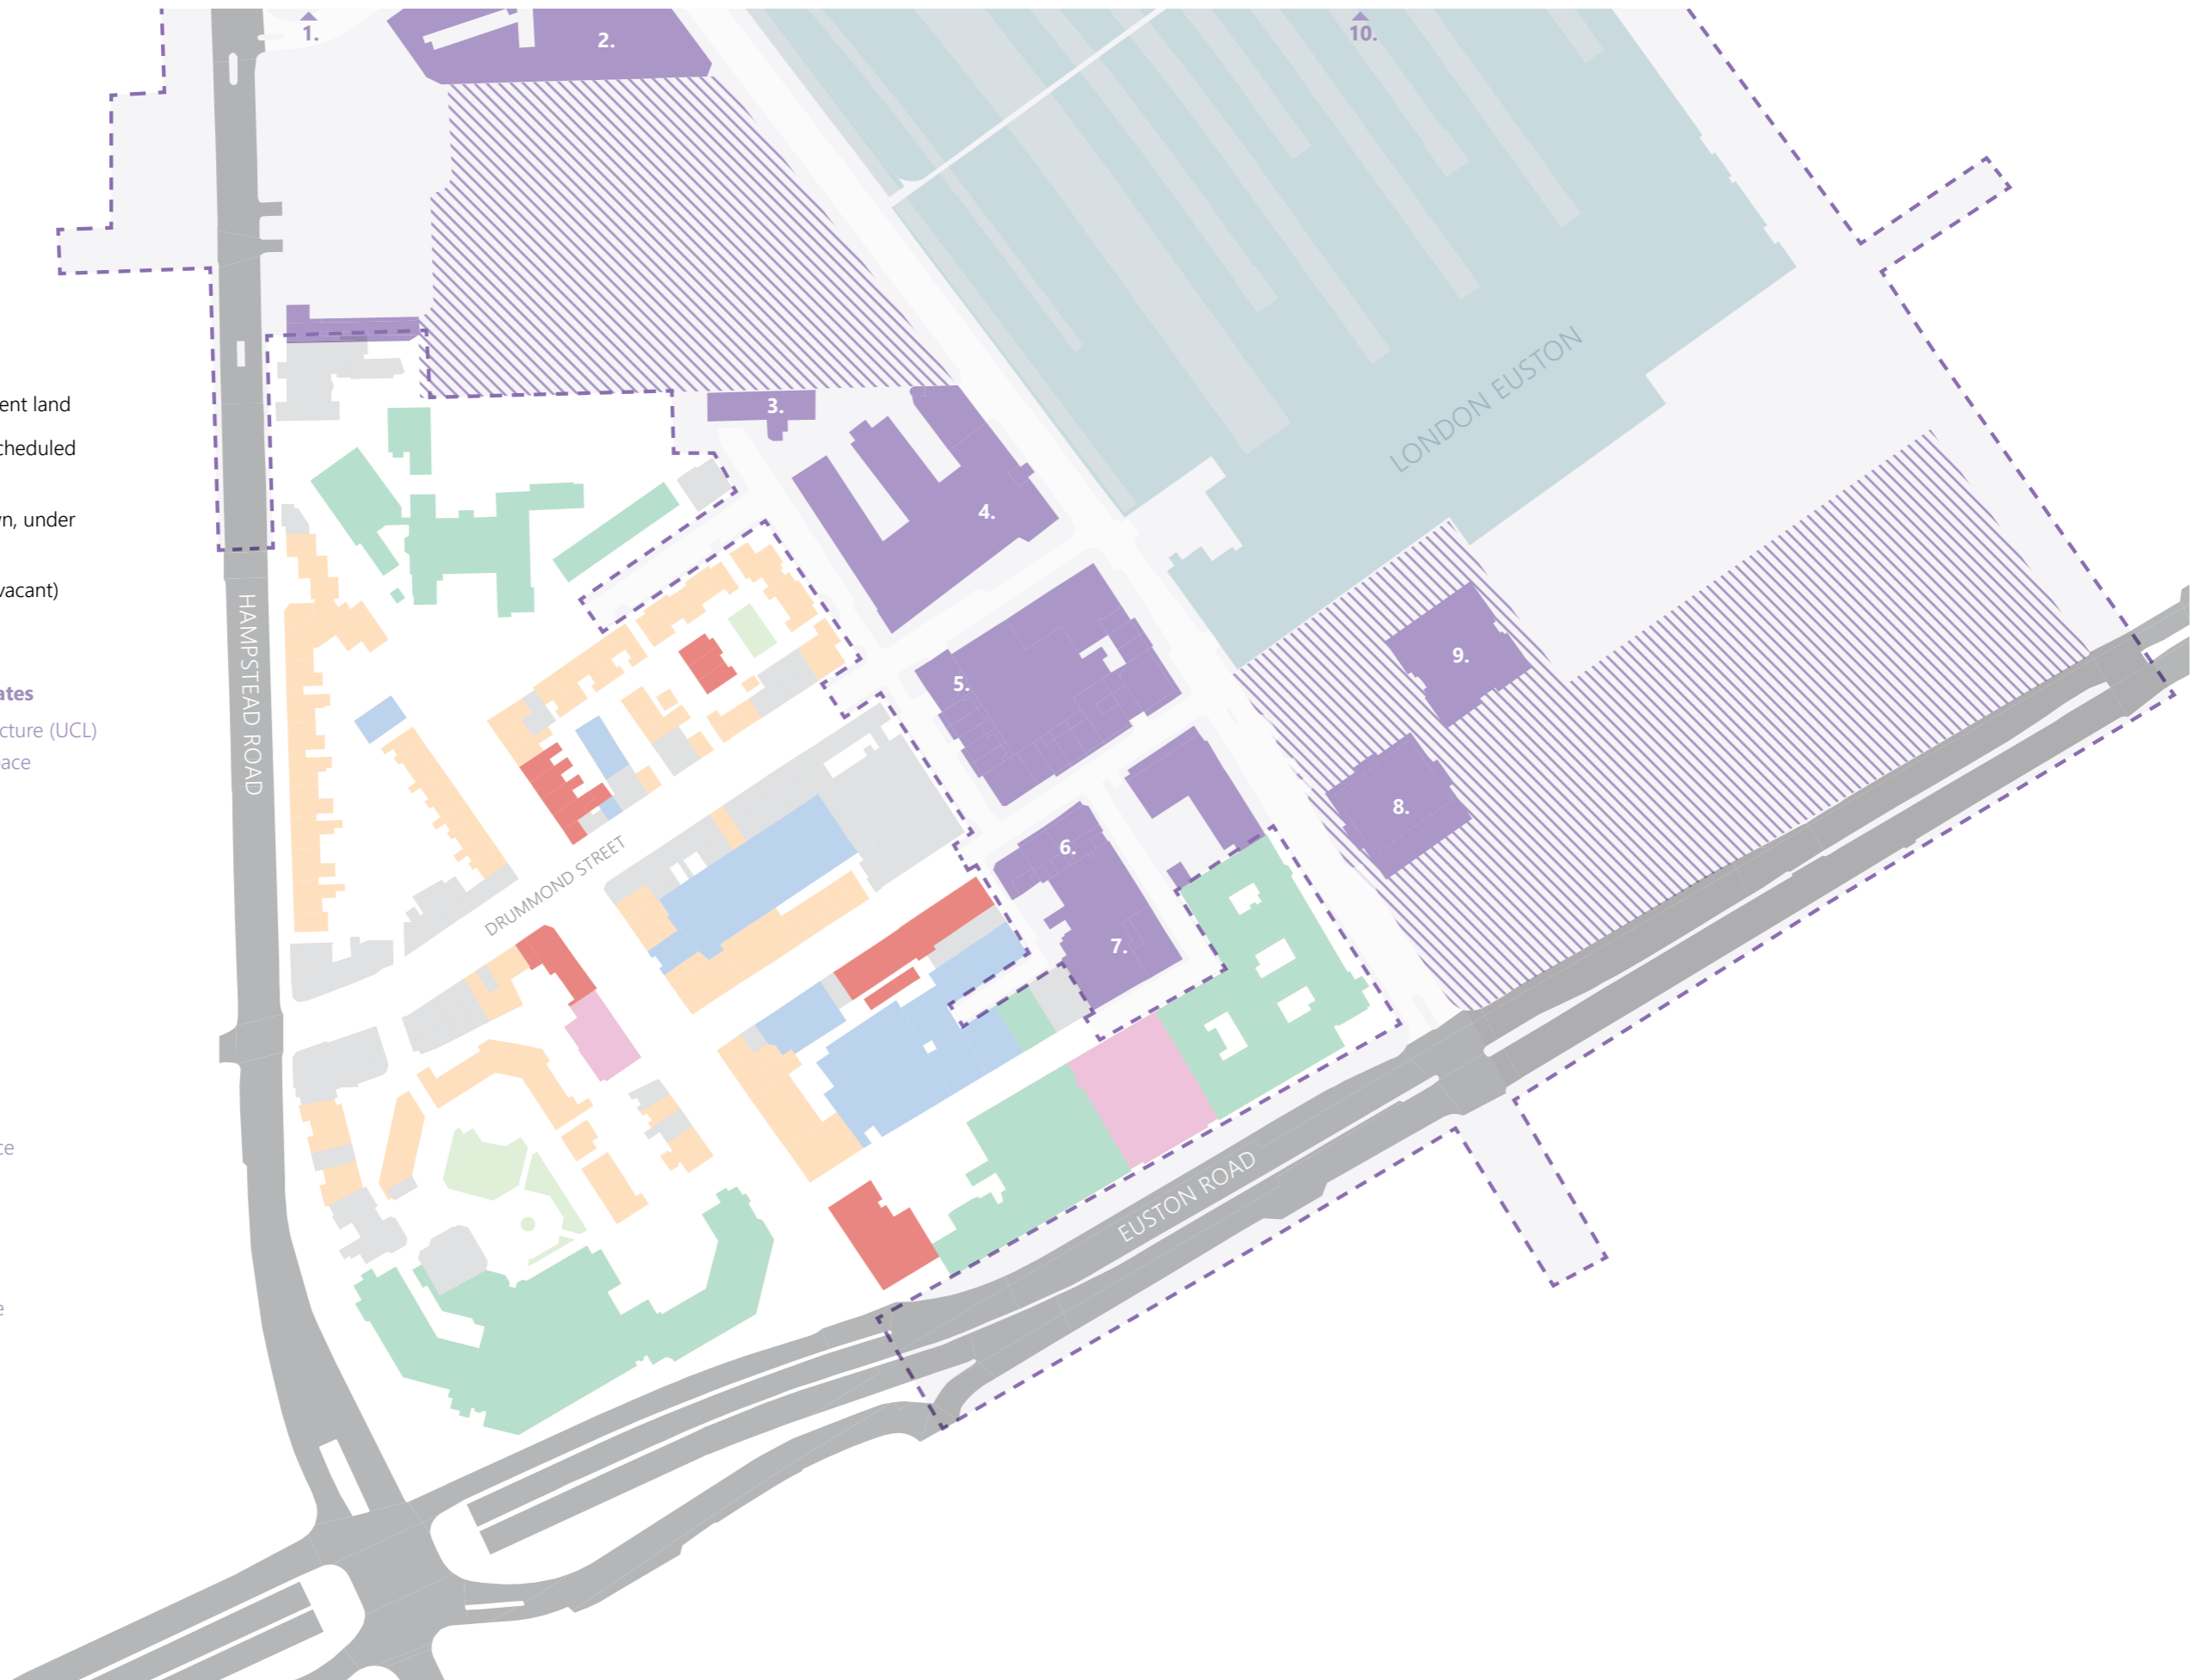 1.
2.
10.
ent land
cheduled
3.
4.
LONDON EUSTON
n, under
vacant)
HAMPSTEAD ROAD
ates
cture (UCL)
ace
5.
9.
8.
6.
7.
DRUMMOND STREET
ce
EUSTON ROAD
e